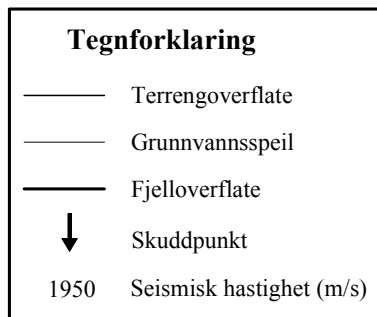 Tegnforklaring
Terrengoverflate
Grunnvannsspeil
Fjelloverflate
Skuddpunkt
1950 Seismisk hastighet (m/s)